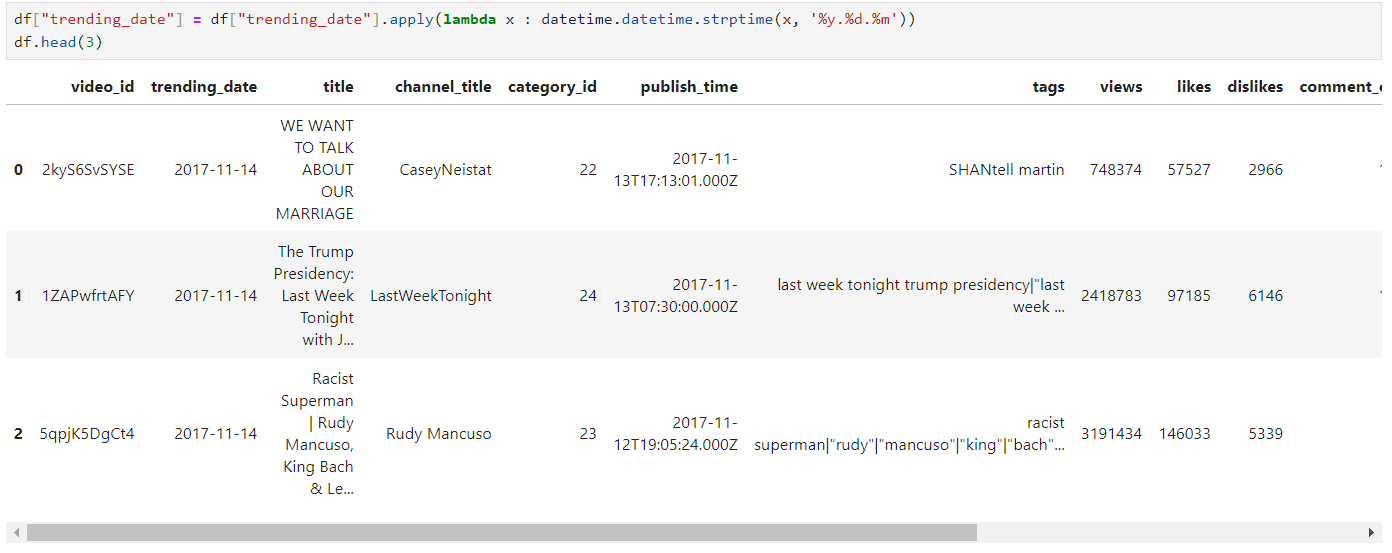 df["trending_date"] = df["trending_date"].apply(lambda x : datetime.datetime.strptime(x, '%y.%d.%m'))
df.head(3)
video_id trending_date title channel_title category_id publish_time tags views likes dislikes
0 2kyS6SvSYSE 2017-11-14 WE WANT TO TALK ABOUT OUR MARRIAGE CaseyNeistat 22 2017-11-13T17:13:01.000Z SHANtell martin 748374 57527 2966
1 1ZAPwfrtAFY 2017-11-14 The Trump Presidency: Last Week Tonight with J... LastWeekTonight 24 2017-11-13T07:30:00.000Z last week tonight trump presidency|"last week ... 2418783 97185 6146
2 5qpjK5DgCt4 2017-11-14 Racist Superman | Rudy Mancuso, King Bach & Le... Rudy Mancuso 23 2017-11-12T19:05:24.000Z racist superman|"rudy"|"mancuso"|"king"|"bach"... 3191434 146033 5339